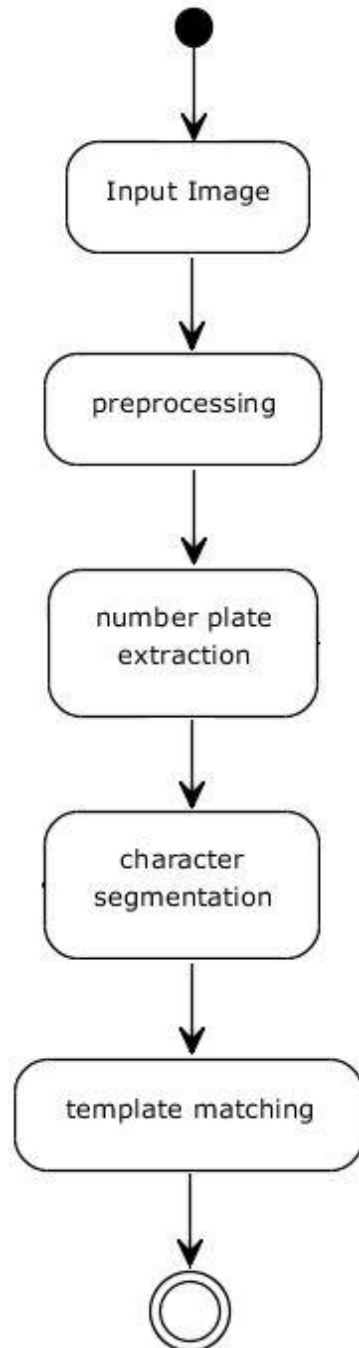 Input Image
preprocessing
number plate
extraction
character
segmentation
template matching